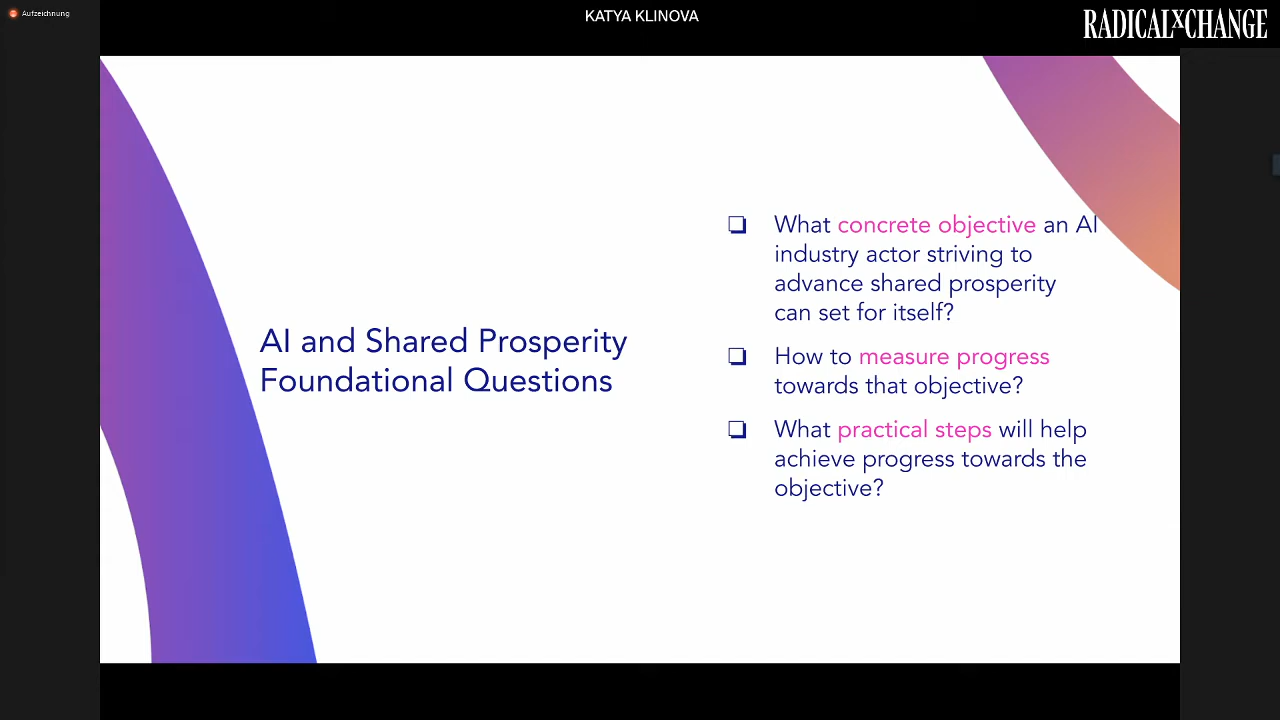 Aufzeichnung
KATYA KLINOVA
RADICALXCHANGE
AI and Shared Prosperity
Foundational Questions
❏ What concrete objective an AI
industry actor striving to
advance shared prosperity
can set for itself?
❏ How to measure progress
towards that objective?
❏ What practical steps will help
achieve progress towards the
objective?